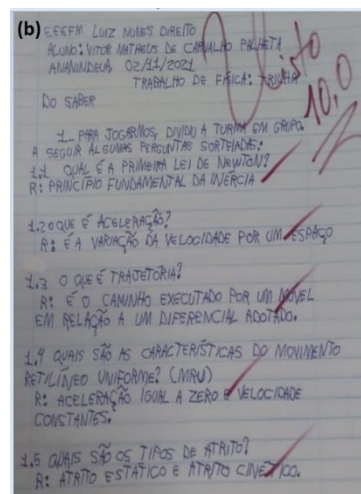 (b) EEEFM LUIZ NUNES DIREITO
ALUNO: VITOR MATHEUS DE CARVALHO PALHETA
ANANINDEUA 02/11/2021
TRABALHO DE FÍSICA: TRILHA
DO SABER
Visto
10,0
1- PARA JOGARMOS, DIVIDIU A TURMA EM GRUPO.
A SEGUIR ALGUMAS PERGUNTAS SORTEADAS:
1.1 QUAL É A PRIMEIRA LEI DE NEWTON?
R: PRINCÍPIO FUNDAMENTAL DA INÉRCIA
1.2 O QUE É ACELERAÇÃO?
R: É A VARIAÇÃO DA VELOCIDADE POR UM ESPAÇO
1.3 O QUE É TRAJETÓRIA?
R: É O CAMINHO EXECUTADO POR UM MÓVEL
EM RELAÇÃO A UM DIFERENCIAL ADOTADO.
1.4 QUAIS SÃO AS CARACTERÍSTICAS DO MOVIMENTO
RETILÍNEO UNIFORME? (MRU)
R: ACELERAÇÃO IGUAL A ZERO E VELOCIDADE
CONSTANTES.
1.5 QUAIS SÃO OS TIPOS DE ATRITO?
R: ATRITO ESTÁTICO E ATRITO CINÉTICO.